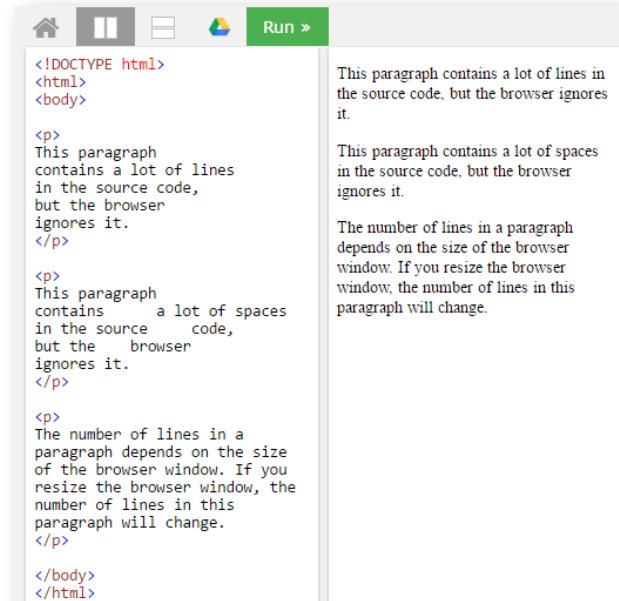 Run »
<!DOCTYPE html>
<html>
<body>
<p>
This paragraph
contains a lot of lines
in the source code,
but the browser
ignores it.
</p>
<p>
This paragraph
contains      a lot of spaces
in the source     code,
but the    browser
ignores it.
</p>
<p>
The number of lines in a
paragraph depends on the size
of the browser window. If you
resize the browser window, the
number of lines in this
paragraph will change.
</p>
</body>
</html>
This paragraph contains a lot of lines in
the source code, but the browser ignores
it.
This paragraph contains a lot of spaces
in the source code, but the browser
ignores it.
The number of lines in a paragraph
depends on the size of the browser
window. If you resize the browser
window, the number of lines in this
paragraph will change.